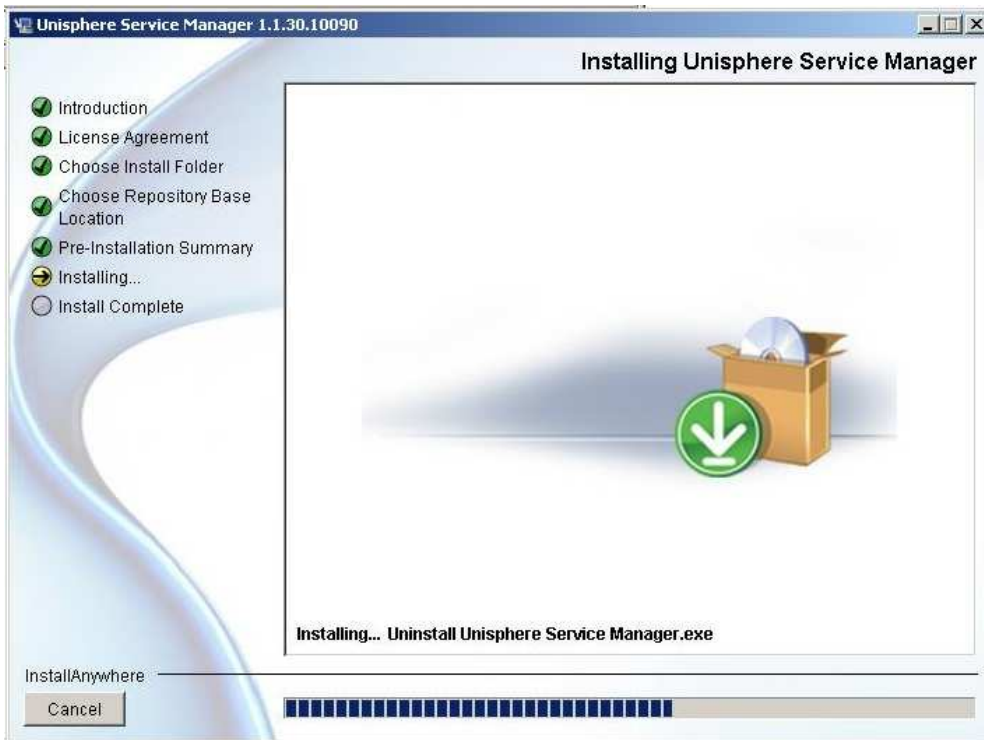 Unisphere Service Manager 1.1.30.10090
Installing Unisphere Service Manager
Introduction
License Agreement
Choose Install Folder
Choose Repository Base
Location
Pre-Installation Summary
Installing...
Install Complete
Installing... Uninstall Unisphere Service Manager.exe
InstallAnywhere
Cancel